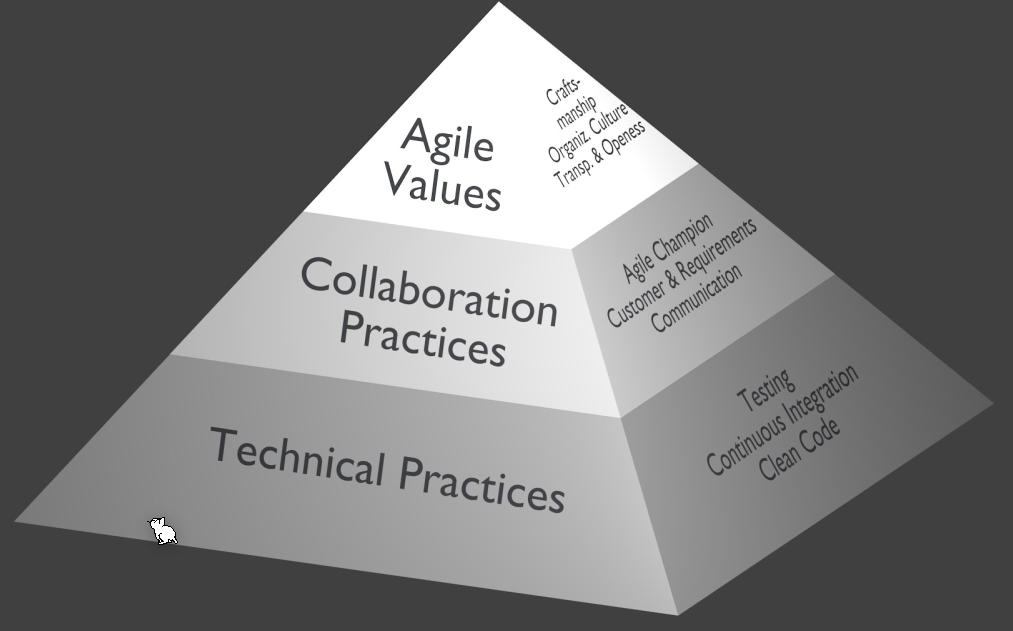 Agile
Values
Crafts-
manship
Organiz. Culture
Transp. & Openess
Collaboration
Practices
Agile Champion
Customer & Requirements
Communication
Technical Practices
Testing
Continuous Integration
Clean Code